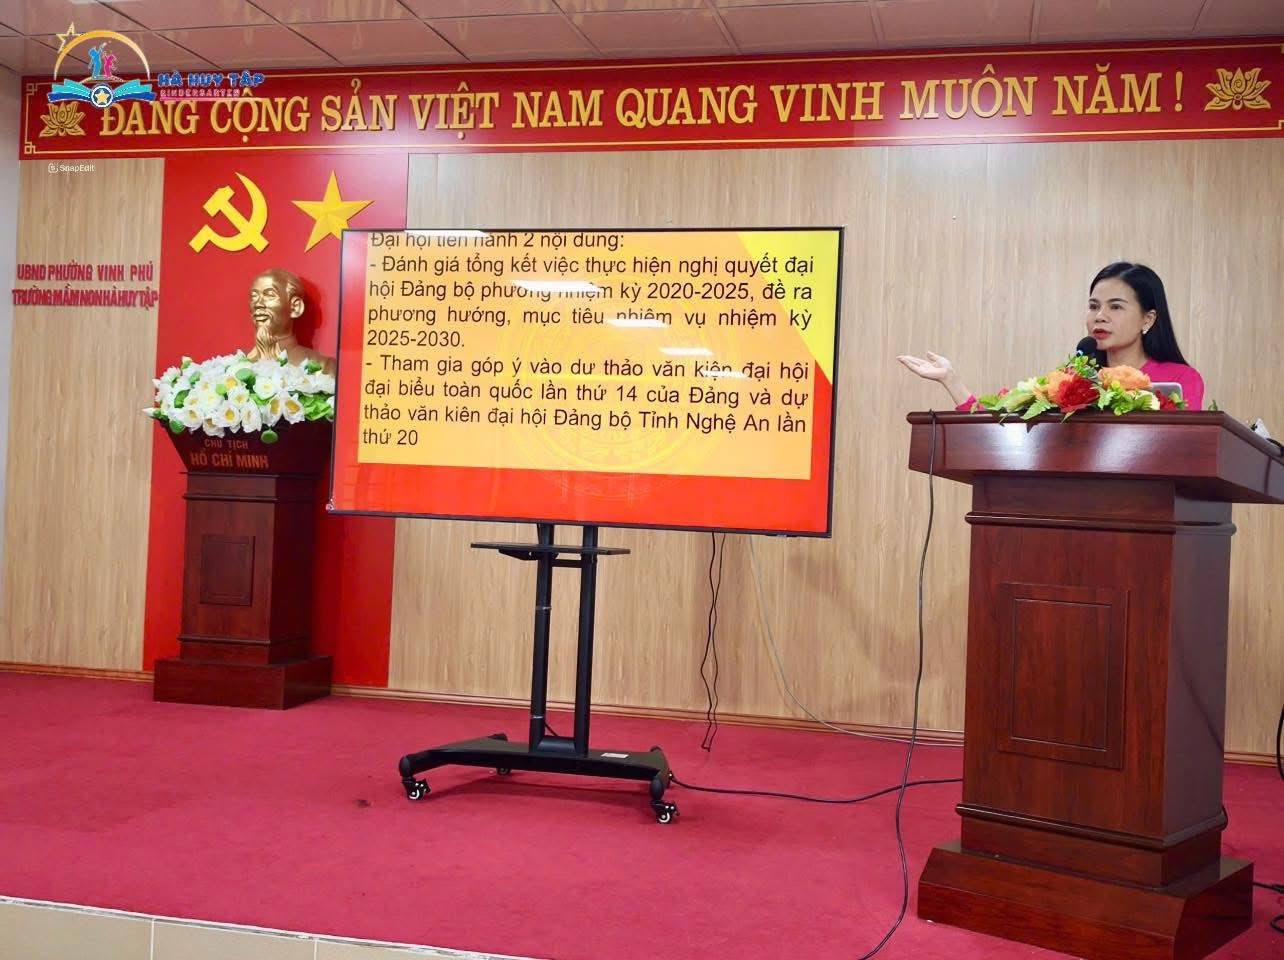 HÀ HUY TẬP
KINDERGARTEN
ĐẢNG CỘNG SẢN VIỆT NAM QUANG VINH MUÔN NĂM !
SnapEdit
UBND PHƯỜNG VINH PHÚ
TRƯỜNG MẦM NON HÀ HUY TẬP
Đại hội tiến hành 2 nội dung:
- Đánh giá tổng kết việc thực hiện nghị quyết đại
hội Đảng bộ phường nhiệm kỳ 2020-2025, đề ra
phương hướng, mục tiêu nhiệm vụ nhiệm kỳ
2025-2030.
- Tham gia góp ý vào dư thảo văn kiện đại hội
đại biểu toàn quốc lần thứ 14 của Đảng và dự
thảo văn kiên đại hội Đảng bộ Tỉnh Nghệ An lần
thứ 20
CHỦ TỊCH
HỒ CHÍ MINH